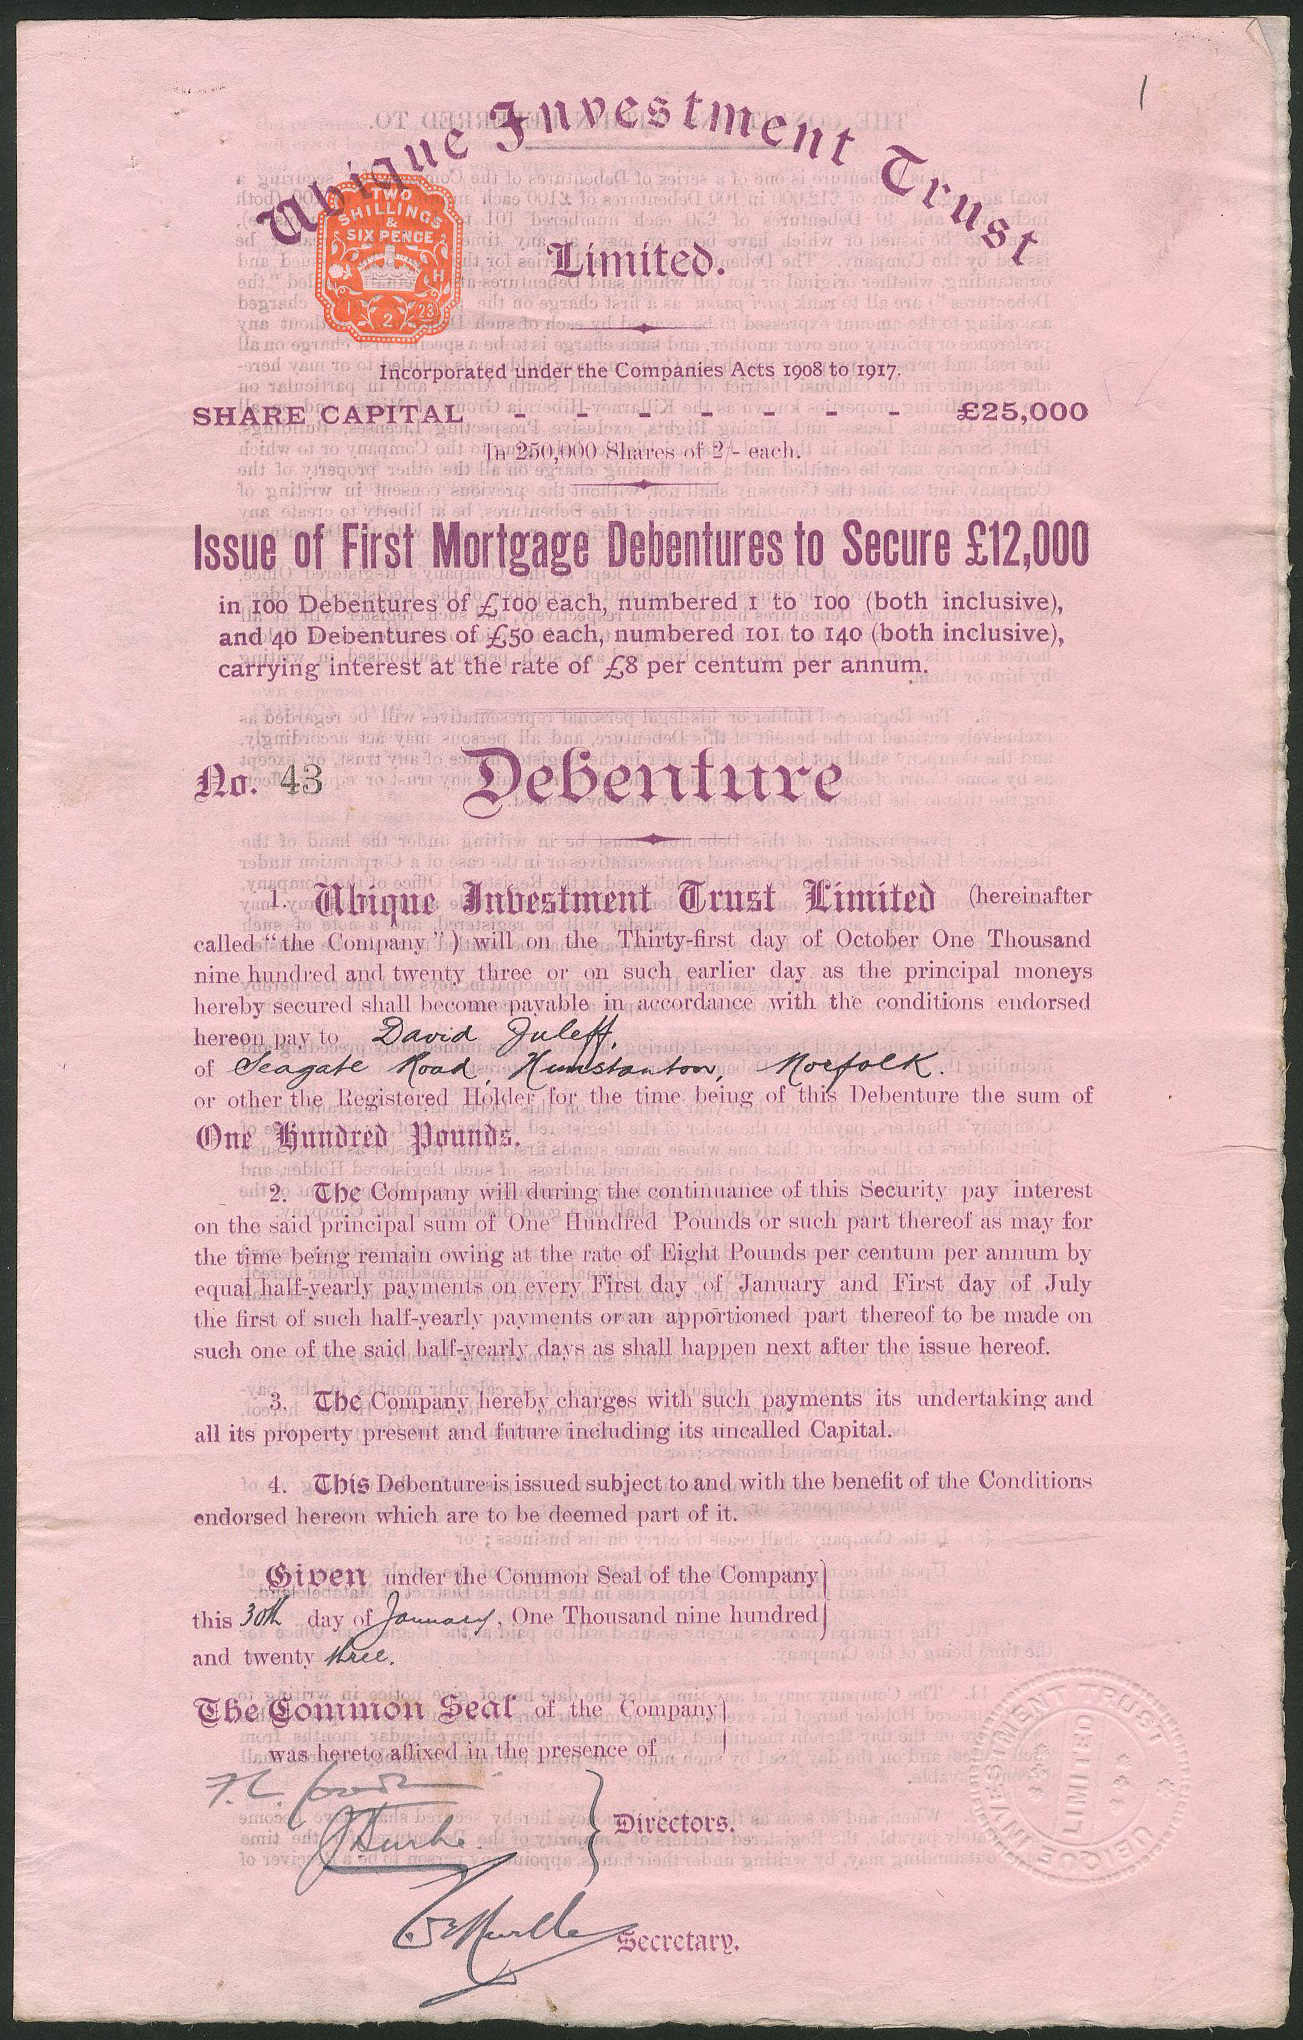 Ubique Investment Trust
Limited.
TWO
SHILLINGS
&
SIX PENCE
H
1 2 23
Incorporated under the Companies Acts 1908 to 1917.
SHARE CAPITAL - - - - - - - £25,000
In 250,000 Shares of 2/- each.
Issue of First Mortgage Debentures to Secure £12,000
in 100 Debentures of £100 each, numbered 1 to 100 (both inclusive),
and 40 Debentures of £50 each, numbered 101 to 140 (both inclusive),
carrying interest at the rate of £8 per centum per annum.
No. 43 Debenture
1. Ubique Investment Trust Limited (hereinafter
called "the Company") will on the Thirty-first day of October One Thousand
nine hundred and twenty three or on such earlier day as the principal moneys
hereby secured shall become payable in accordance with the conditions endorsed
hereon pay to David Juleff,
of Seagate Road, Hunstanton, Norfolk.
or other the Registered Holder for the time being of this Debenture the sum of
One Hundred Pounds.
2. The Company will during the continuance of this Security pay interest
on the said principal sum of One Hundred Pounds or such part thereof as may for
the time being remain owing at the rate of Eight Pounds per centum per annum by
equal half-yearly payments on every First day of January and First day of July
the first of such half-yearly payments or an apportioned part thereof to be made on
such one of the said half-yearly days as shall happen next after the issue hereof.
3. The Company hereby charges with such payments its undertaking and
all its property present and future including its uncalled Capital.
4. This Debenture is issued subject to and with the benefit of the Conditions
endorsed hereon which are to be deemed part of it.
Given under the Common Seal of the Company
this 30th day of January, One Thousand nine hundred
and twenty three.
The Common Seal of the Company
was hereto affixed in the presence of
Directors.
Secretary.
UBIQUE INVESTMENT TRUST
LIMITED